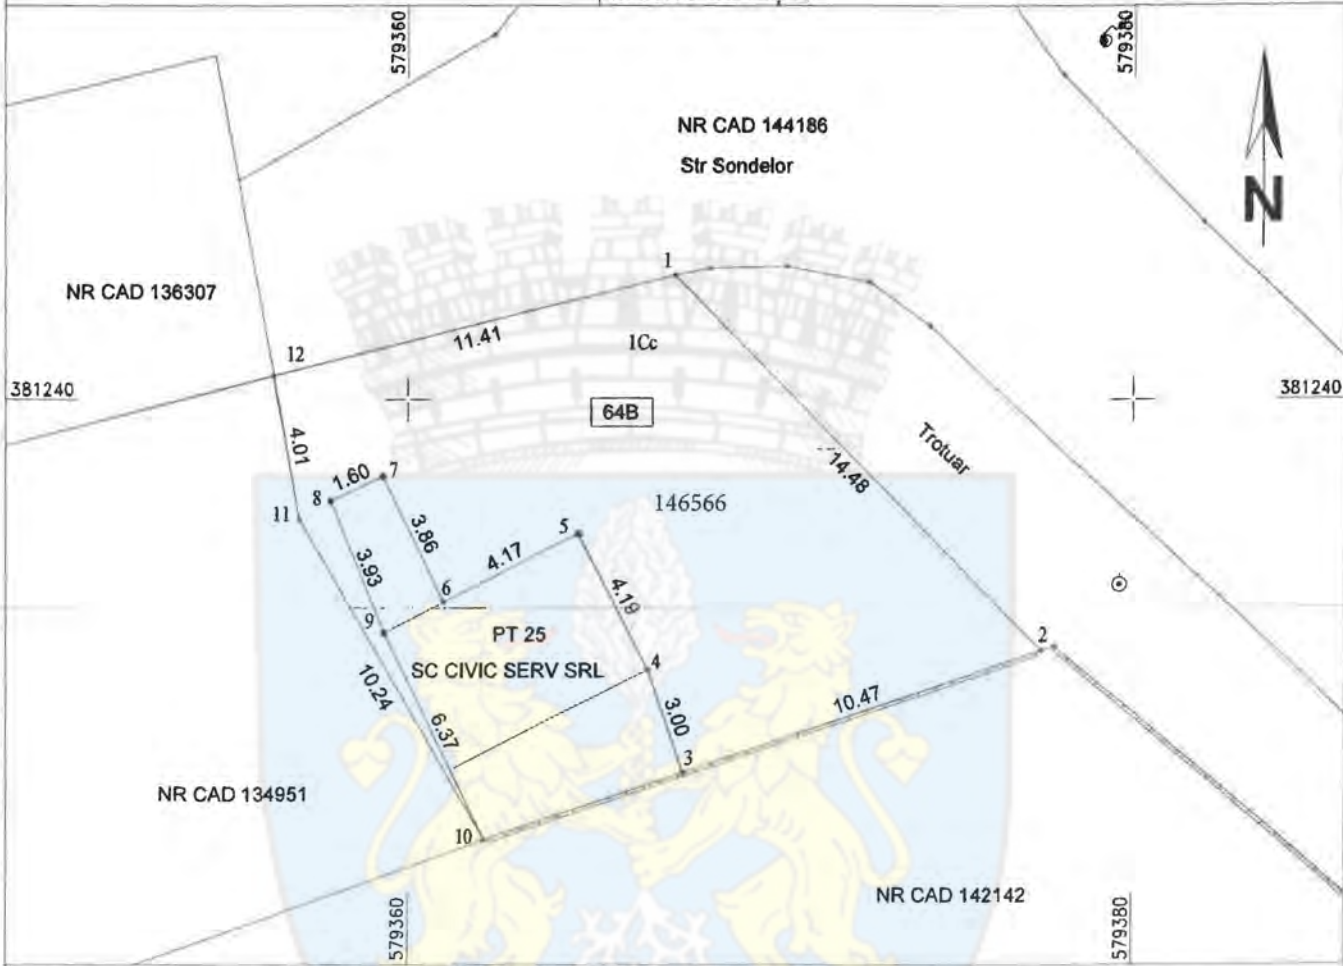 579360
579380
NR CAD 144186
Str Sondelor
N
NR CAD 136307
1
12
11.41
1Cc
381240
381240
64B
4.01
Trotuar
14.48
1.60
7
8
146566
11
3.86
5
4.17
3.93
4.19
6
9
PT 25
2
SC CIVIC SERV SRL
4
10.24
10.47
3.00
6.37
3
NR CAD 134951
10
NR CAD 142142
579360
579380